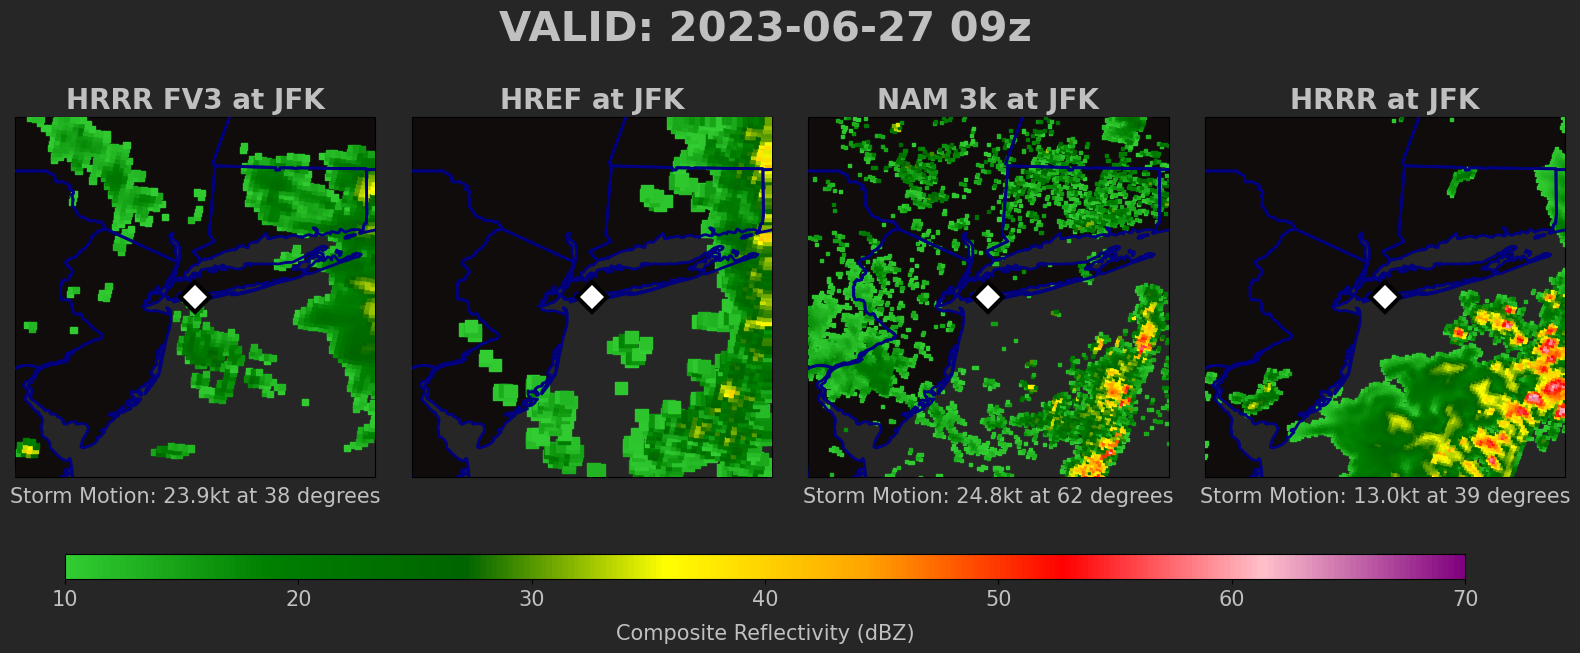 VALID: 2023-06-27 09z
HRRR FV3 at JFK
HREF at JFK
NAM 3k at JFK
HRRR at JFK
Storm Motion: 23.9kt at 38 degrees
Storm Motion: 24.8kt at 62 degrees
Storm Motion: 13.0kt at 39 degrees
10 20 30 40 50 60 70
Composite Reflectivity (dBZ)